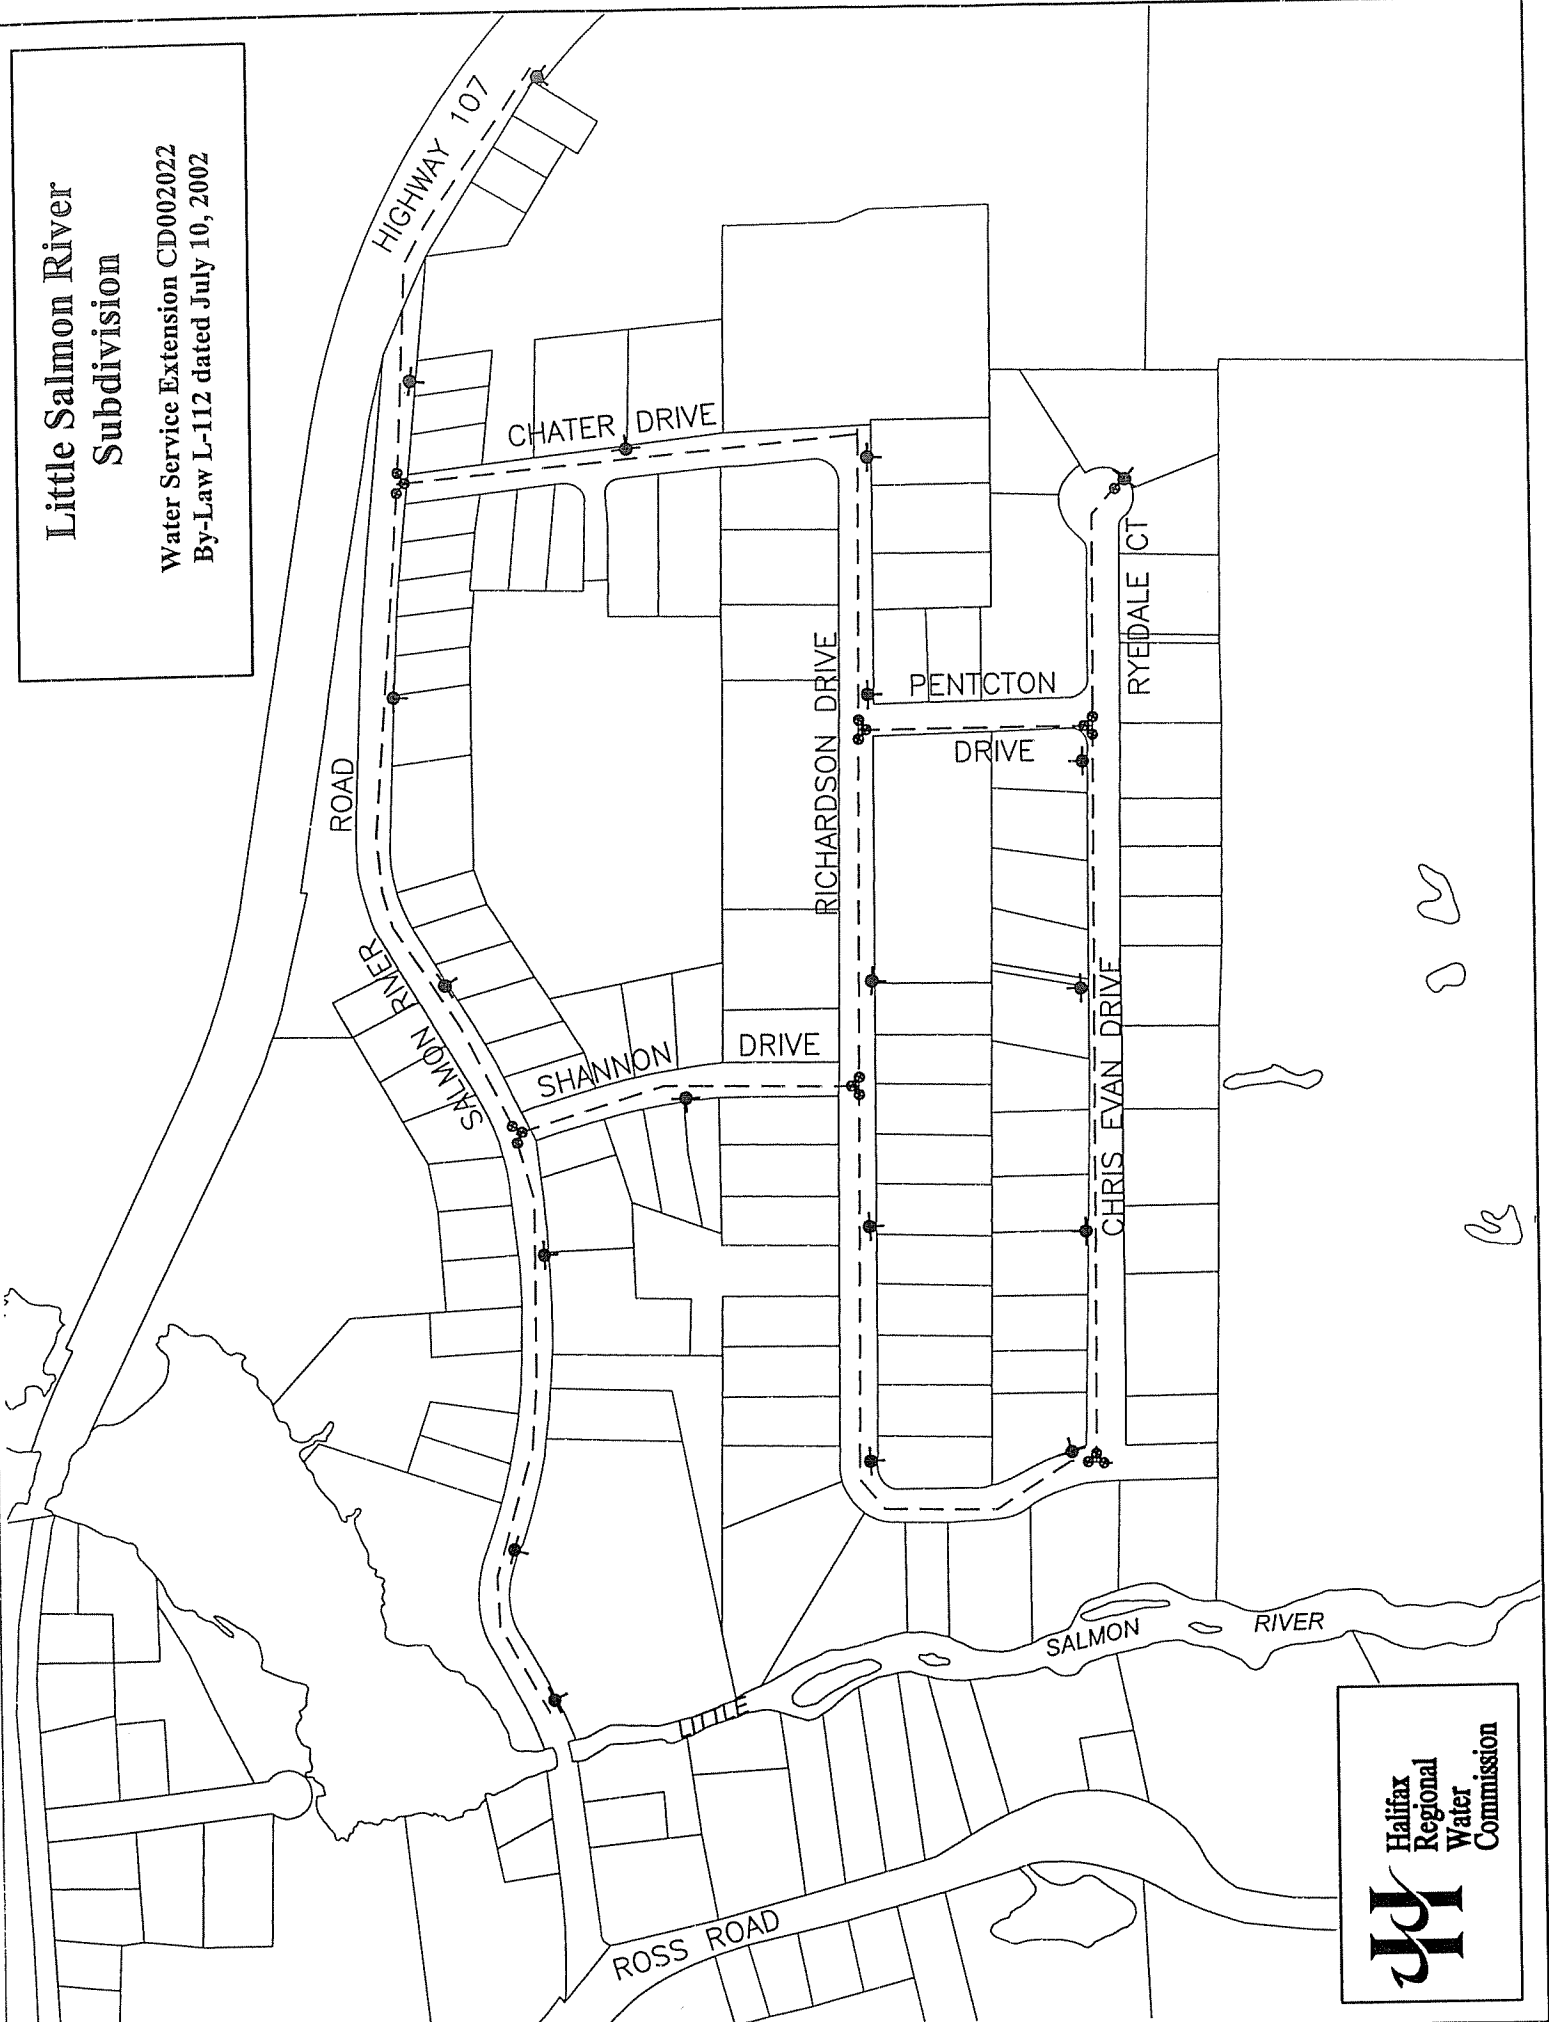 Little Salmon River
Subdivision
Water Service Extension CD002022
By-Law L-112 dated July 10, 2002
HIGHWAY 107
CHATER DRIVE
ROAD
SALMON RIVER
SHANNON DRIVE
RICHARDSON DRIVE
PENTCTON
DRIVE
RYEDALE CT
CHRIS EVAN DRIVE
LITTLE
SALMON
RIVER
ROSS ROAD
Halifax
Regional
Water
Commission